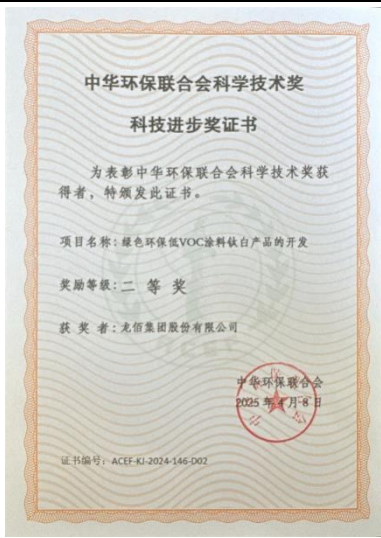 中华环保联合会科学技术奖
科技进步奖证书
为表彰中华环保联合会科学技术奖获
得者，特颁发此证书。
项目名称：绿色环保低VOC涂料钛白产品的开发
奖励等级：二 等 奖
获 奖 者：龙佰集团股份有限公司
中华环保联合会
2025 年 4 月 8 日
证书编号：ACEF-KJ-2024-146-D02